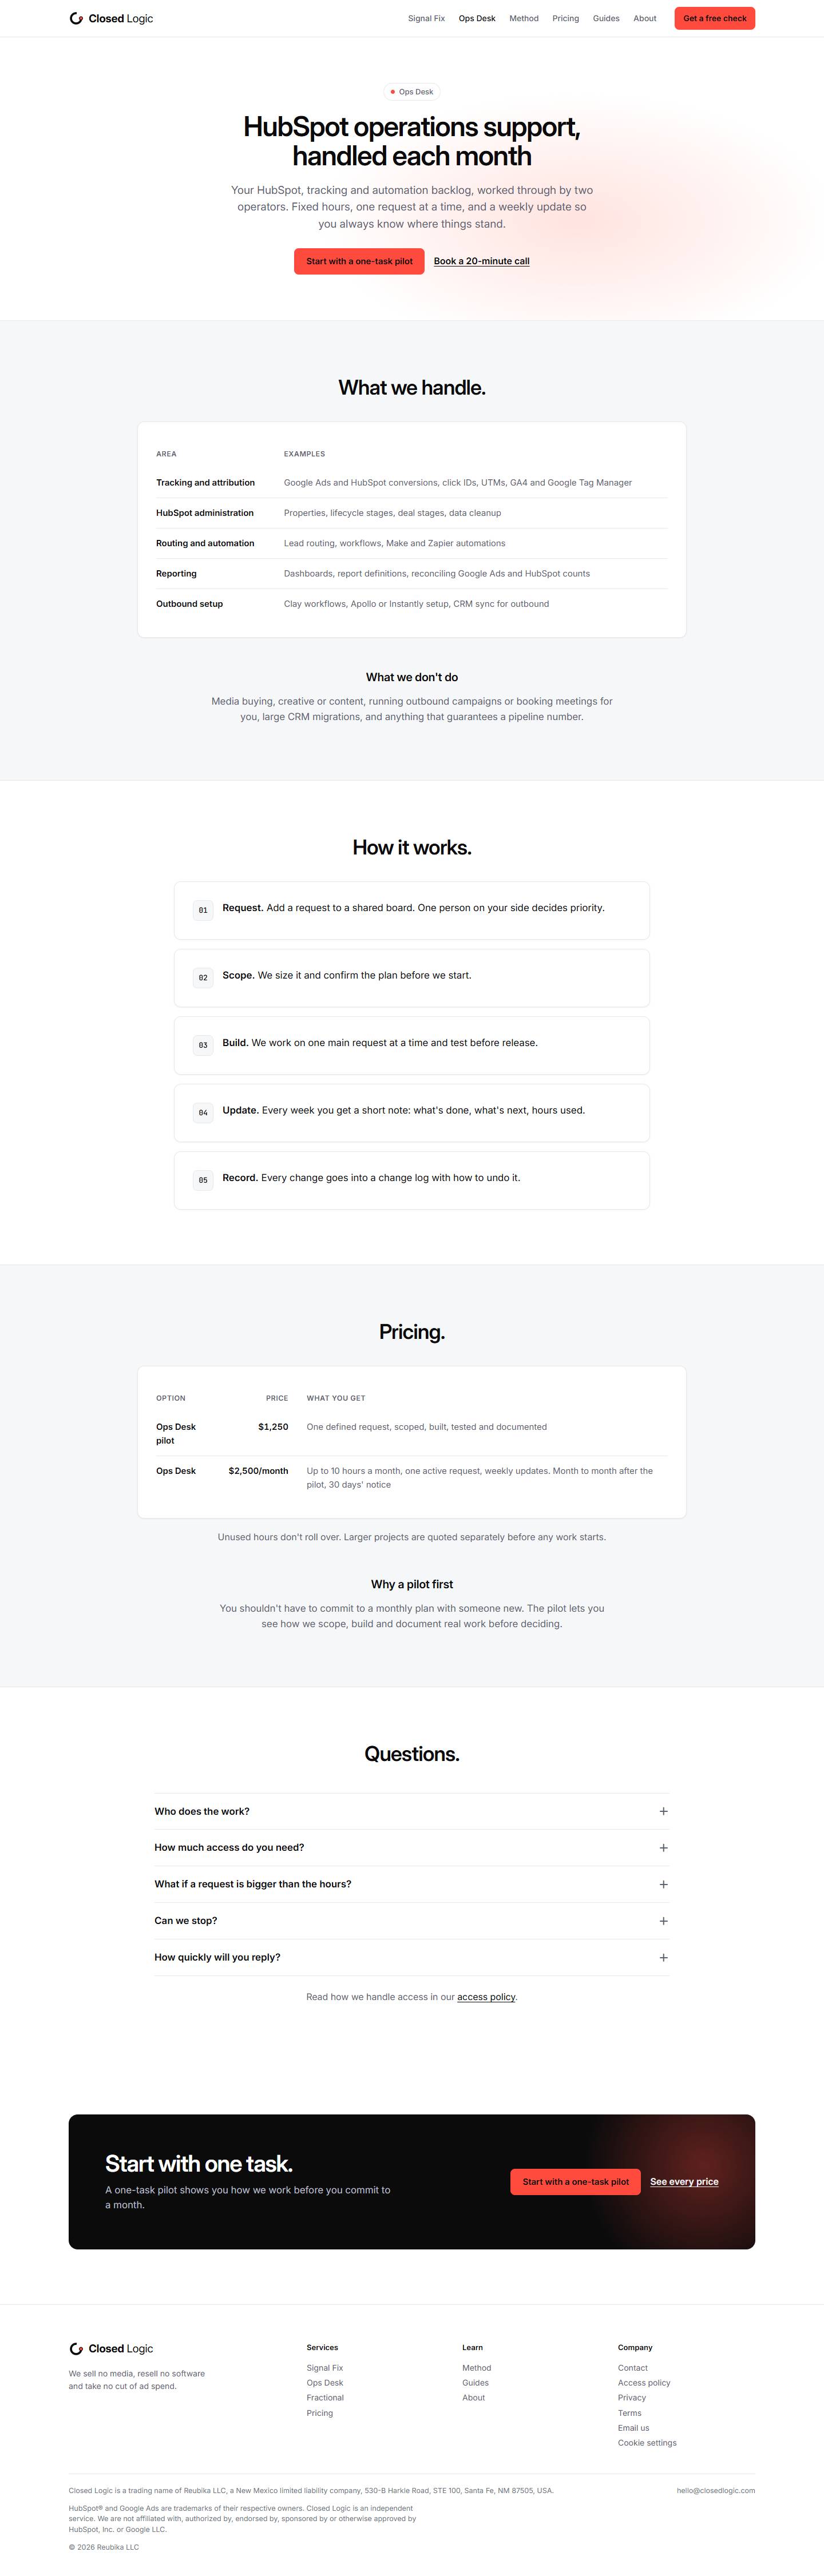 Closed Logic
Signal Fix
Ops Desk
Method
Pricing
Guides
About
Get a free check
Ops Desk
HubSpot operations support,
handled each month
Your HubSpot, tracking and automation backlog, worked through by two
operators. Fixed hours, one request at a time, and a weekly update so
you always know where things stand.
Start with a one-task pilot
Book a 20-minute call
What we handle.
AREA
EXAMPLES
Tracking and attribution
Google Ads and HubSpot conversions, click IDs, UTMs, GA4 and Google Tag Manager
HubSpot administration
Properties, lifecycle stages, deal stages, data cleanup
Routing and automation
Lead routing, workflows, Make and Zapier automations
Reporting
Dashboards, report definitions, reconciling Google Ads and HubSpot counts
Outbound setup
Clay workflows, Apollo or Instantly setup, CRM sync for outbound
What we don't do
Media buying, creative or content, running outbound campaigns or booking meetings for
you, large CRM migrations, and anything that guarantees a pipeline number.
How it works.
01
Request. Add a request to a shared board. One person on your side decides priority.
02
Scope. We size it and confirm the plan before we start.
03
Build. We work on one main request at a time and test before release.
04
Update. Every week you get a short note: what's done, what's next, hours used.
05
Record. Every change goes into a change log with how to undo it.
Pricing.
OPTION
PRICE
WHAT YOU GET
Ops Desk
pilot
$1,250
One defined request, scoped, built, tested and documented
Ops Desk
$2,500/month
Up to 10 hours a month, one active request, weekly updates. Month to month after the
pilot, 30 days' notice
Unused hours don't roll over. Larger projects are quoted separately before any work starts.
Why a pilot first
You shouldn't have to commit to a monthly plan with someone new. The pilot lets you
see how we scope, build and document real work before deciding.
Questions.
Who does the work?
How much access do you need?
What if a request is bigger than the hours?
Can we stop?
How quickly will you reply?
Read how we handle access in our access policy.
Start with one task.
A one-task pilot shows you how we work before you commit to
a month.
Start with a one-task pilot
See every price
Closed Logic
We sell no media, resell no software
and take no cut of ad spend.
Services
Signal Fix
Ops Desk
Fractional
Pricing
Learn
Method
Guides
About
Company
Contact
Access policy
Privacy
Terms
Email us
Cookie settings
Closed Logic is a trading name of Reubika LLC, a New Mexico limited liability company, 530-B Harkle Road, STE 100, Santa Fe, NM 87505, USA.
hello@closedlogic.com
HubSpot® and Google Ads are trademarks of their respective owners. Closed Logic is an independent
service. We are not affiliated with, authorized by, endorsed by, sponsored by or otherwise approved by
HubSpot, Inc. or Google LLC.
© 2026 Reubika LLC